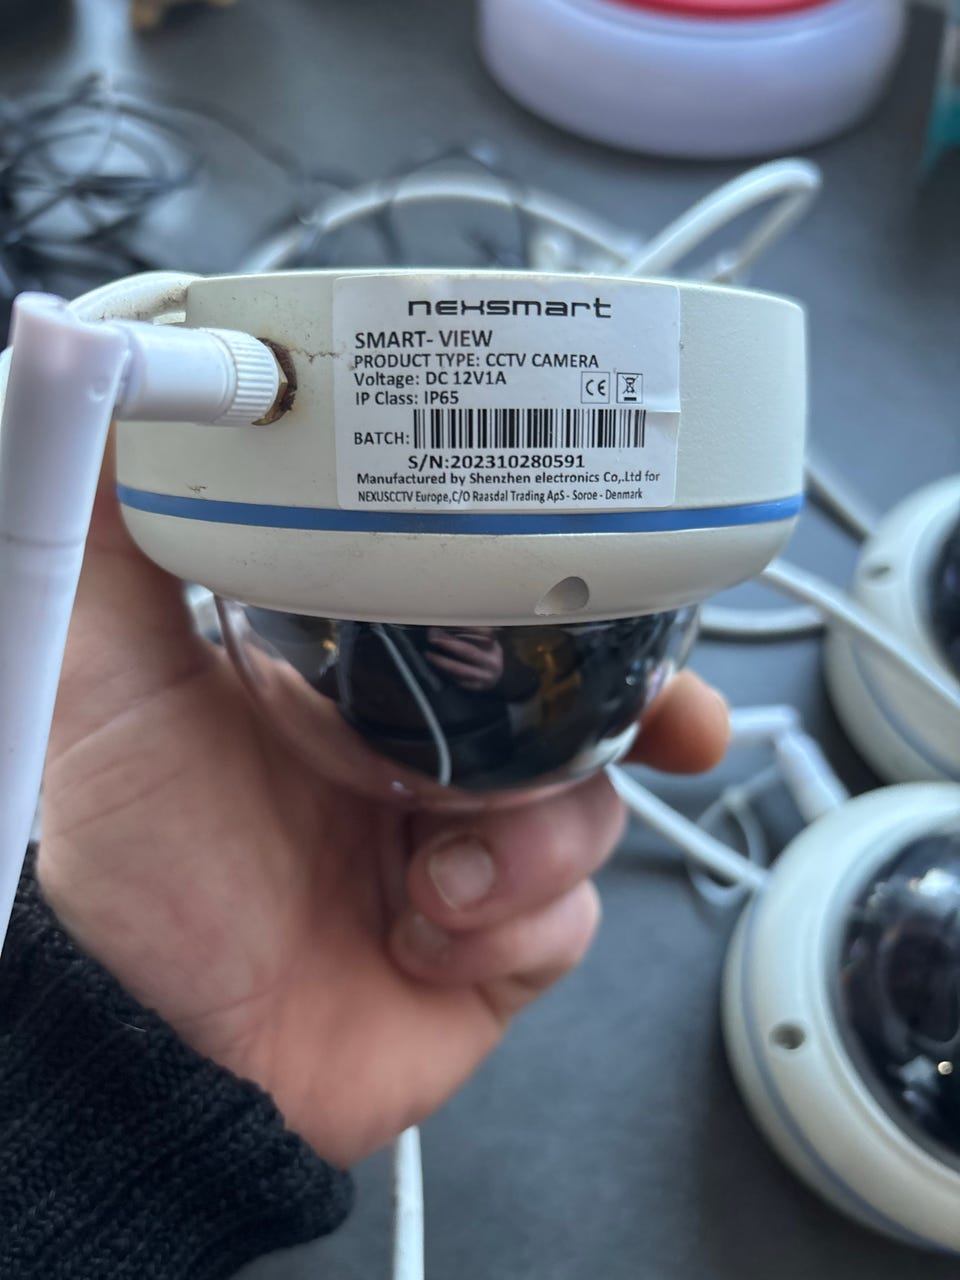 nexsmart
SMART- VIEW
PRODUCT TYPE: CCTV CAMERA
Voltage: DC 12V1A
IP Class: IP65
CE
BATCH:
S/N:202310280591
Manufactured by Shenzhen electronics Co,.Ltd for
NEXUSCCTV Europe,C/O Raasdal Trading ApS - Soroe - Denmark